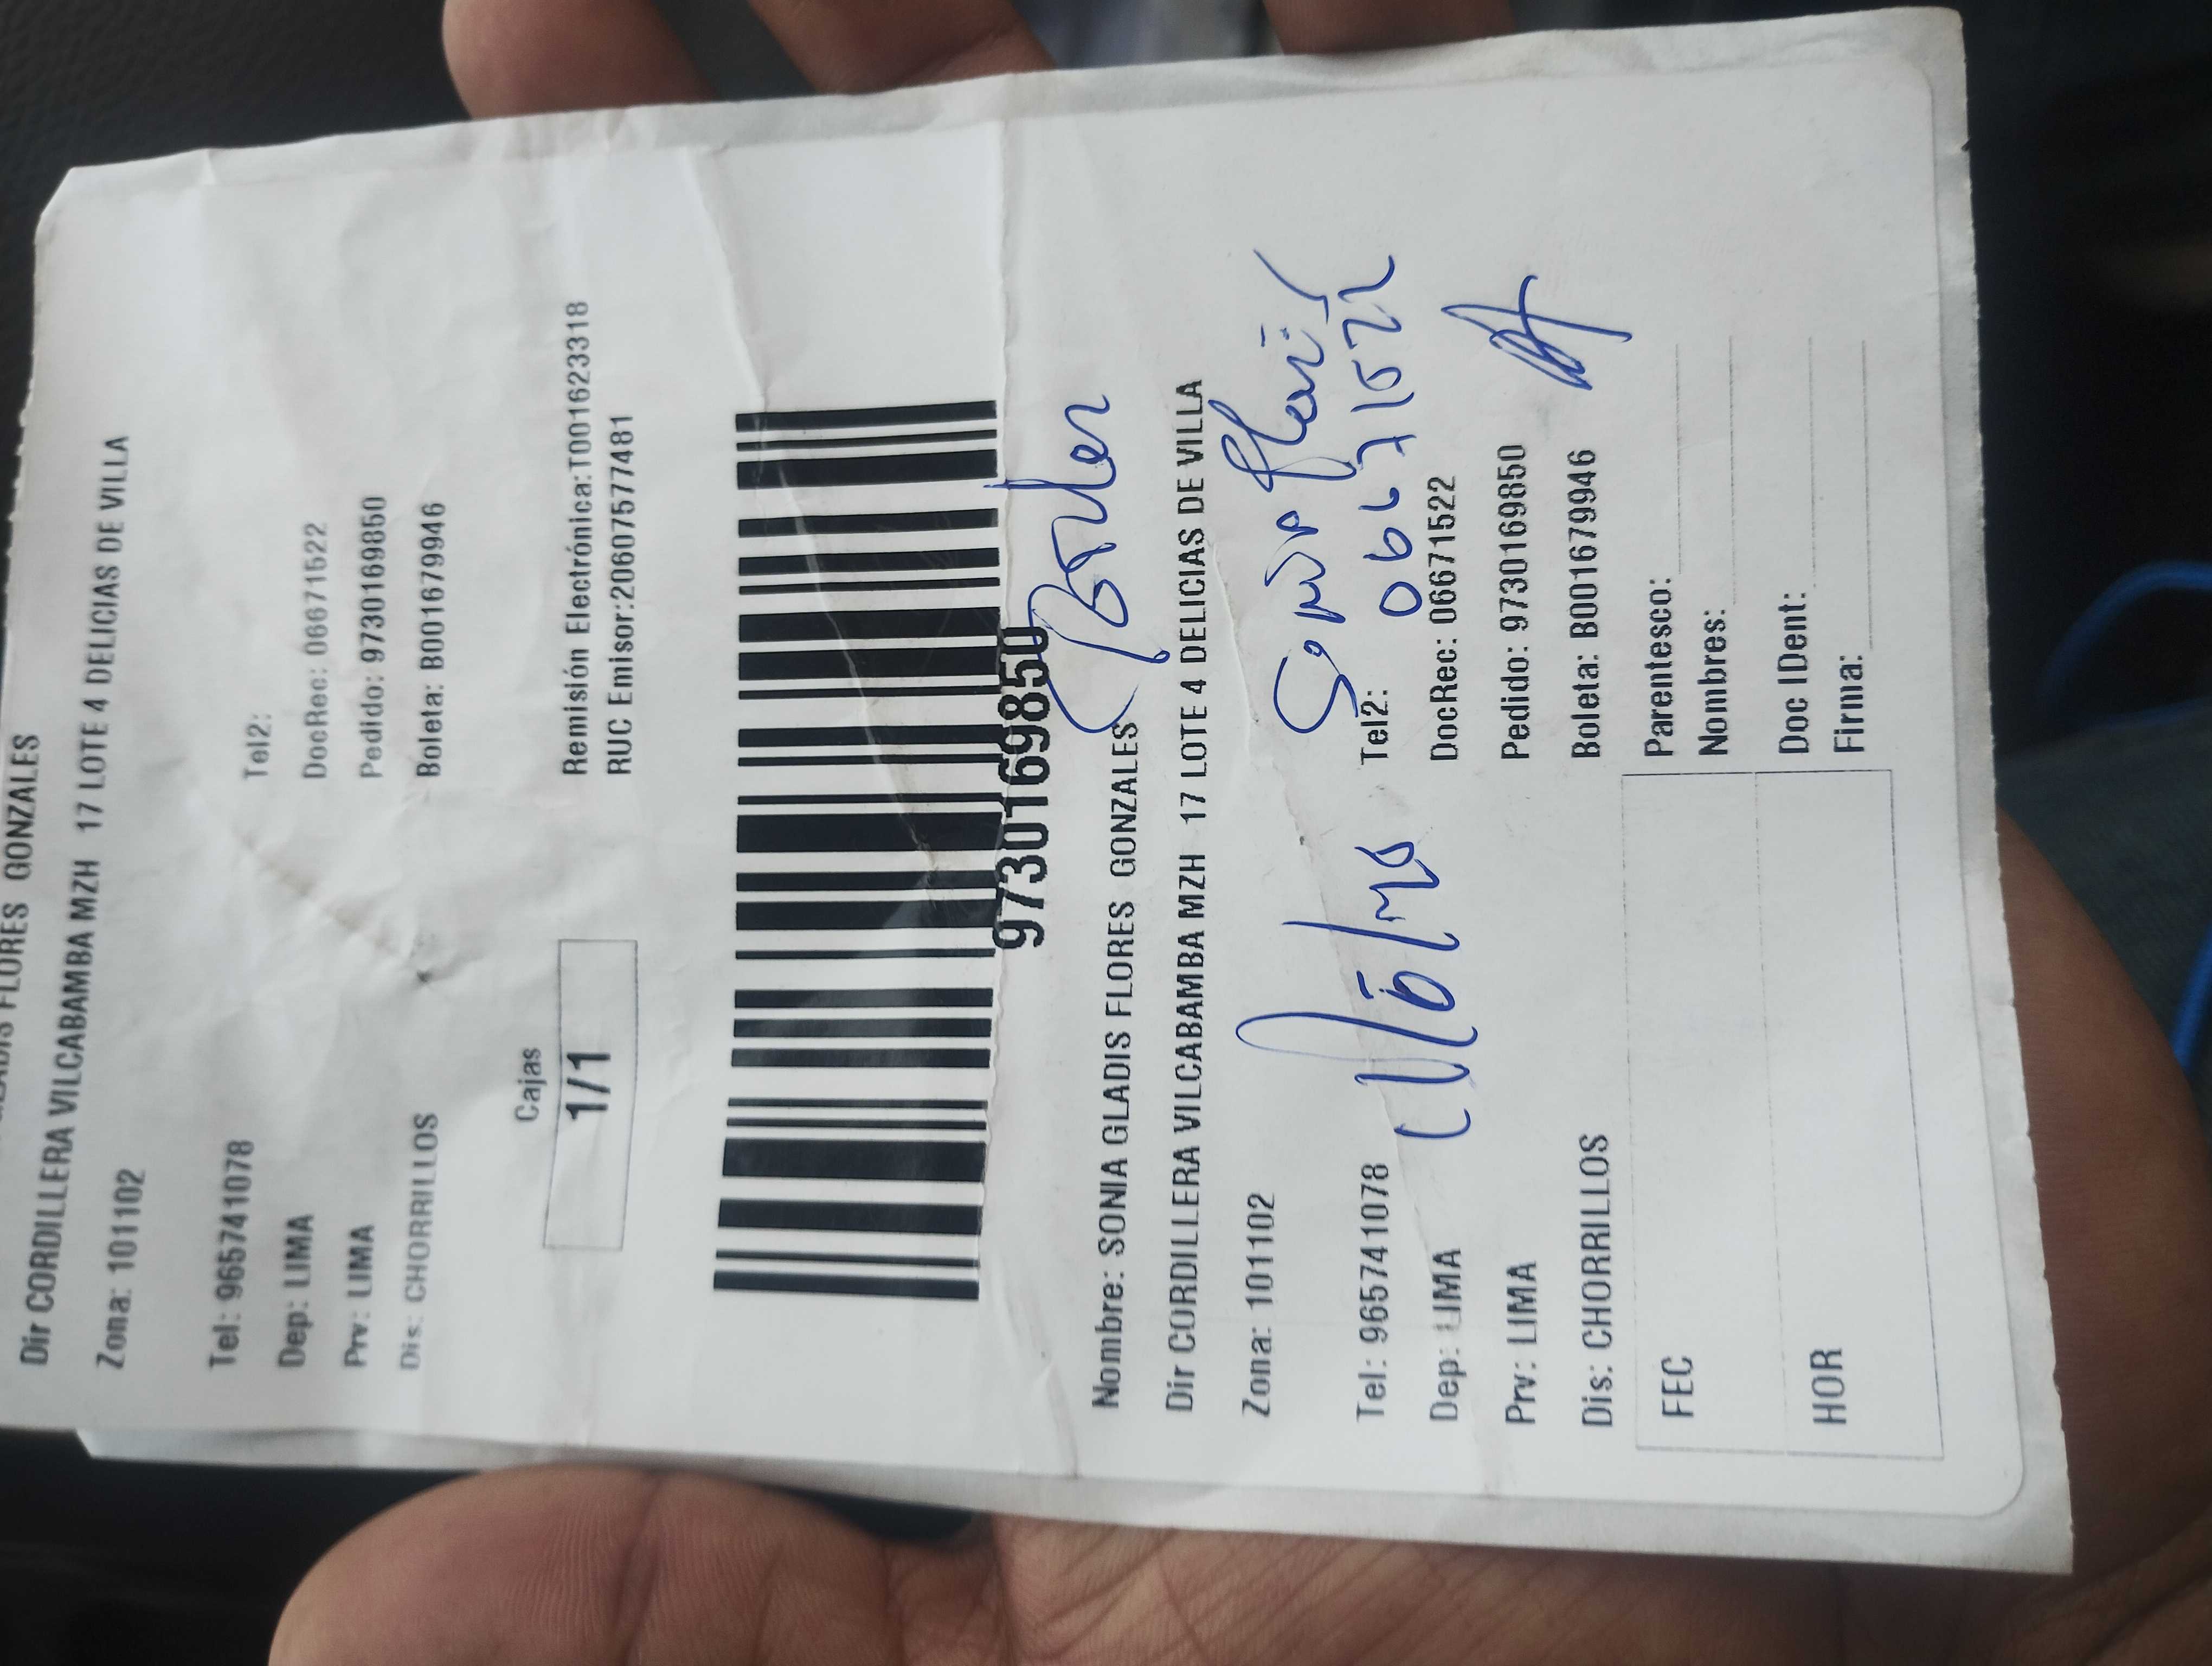 FLORES GONZALES
Dir CORDILLERA VILCABAMBA MZH 17 LOTE 4 DELICIAS DE VILLA
Zona: 101102
Tel: 965741078 Tel2:
Dep: LIMA DocRec: 06671522
Prv: LIMA Pedido: 9730169850
Dis: CHORRILLOS Boleta: B001679946
Cajas
1/1
Remisión Electrónica:T001623318
RUC Emisor:20607577481
9730169850
Nombre: SONIA GLADIS FLORES GONZALES
Dir CORDILLERA VILCABAMBA MZH 17 LOTE 4 DELICIAS DE VILLA
Zona: 101102
Sonia Flores
06671522
Tel: 965741078 Tel2:
Dep: LIMA DocRec: 06671522
Prv: LIMA Pedido: 9730169850
Dis: CHORRILLOS Boleta: B001679946
FEC
HOR
Parentesco:
Nombres:
Doc IDent:
Firma: